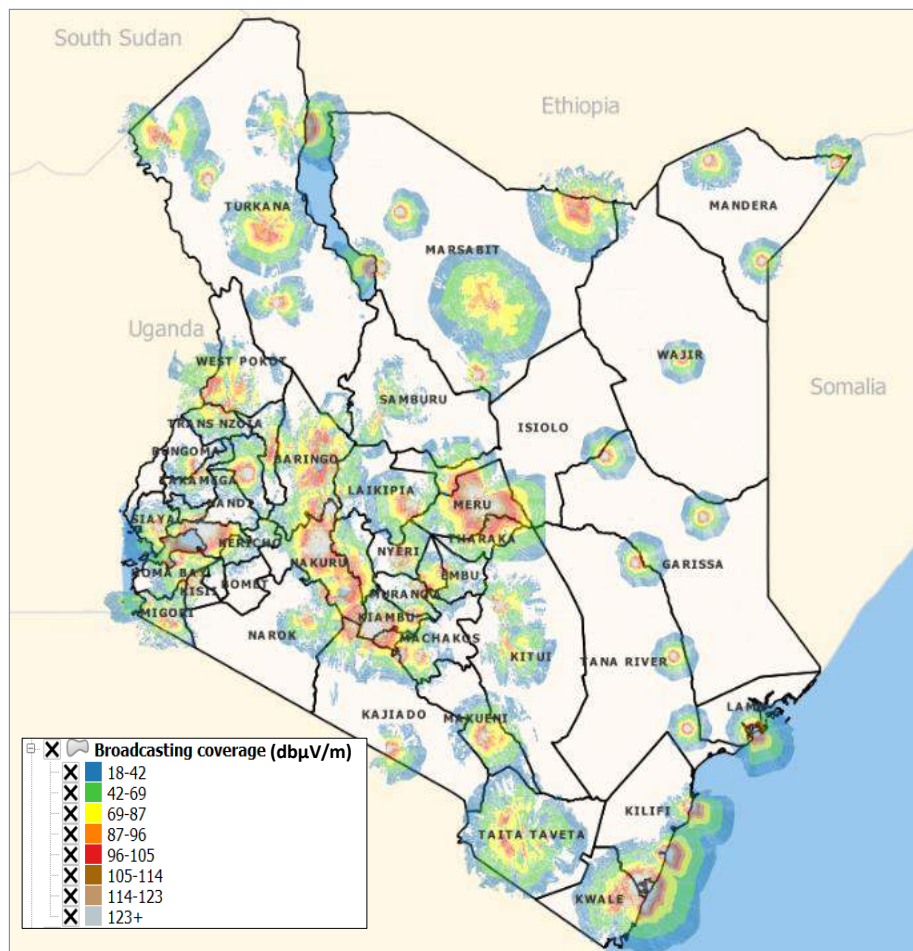 South Sudan
Ethiopia
MANDERA
TURKANA
MARSABIT
Uganda
WAJIR
WEST POKOT
Somalia
SAMBURU
ISIOLO
TRANS NZOIA
BUNGOMA
BARINGO
KAKAMEGA
LAIKIPIA
MERU
NANDI
SIAYA
THARAKA
KERICHO
NYERI
GARISSA
NAKURU
EMBU
HOMA BAY
BOMET
KISII
MURANGA
MIGORI
KIAMBU
NAROK
MACHAKOS
KITUI
TANA RIVER
LAMU
KAJIADO
MAKUENI
KILIFI
TAITA TAVETA
KWALE
Broadcasting coverage (dbµV/m)
18-42
42-69
69-87
87-96
96-105
105-114
114-123
123+